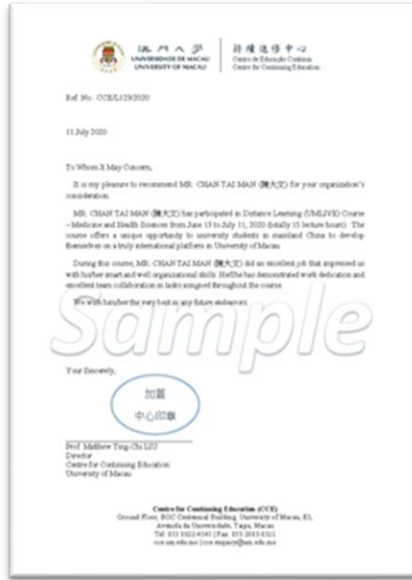 澳門大學
UNIVERSIDADE DE MACAU
UNIVERSITY OF MACAU
持續進修中心
Centro de Educação Contínua
Centre for Continuing Education
Ref. No.: CCE/L123/2020
11 July 2020
To Whom It May Concern,
It is my pleasure to recommend MR. CHAN TAI MAN (陳大文) for your organization's
consideration.
MR. CHAN TAI MAN (陳大文) has participated in Distance Learning (UMLIVE) Course
– Medicine and Health Sciences from June 13 to July 11, 2020 (totally 15 lecture hours). The
course offers a unique opportunity to university students in mainland China to develop
themselves on a truly international platform in University of Macau.
During this course, MR. CHAN TAI MAN (陳大文) did an excellent job that impressed us
with his/her smart and well organizational skills. He/She has demonstrated work dedication and
excellent team collaboration in tasks assigned throughout the course.
We wish him/her the very best in any future endeavors.
Sample
Your Sincerely,
加蓋
中心印章
Prof. Matthew Ting-Chi LIU
Director
Centre for Continuing Education
University of Macau
Centre for Continuing Education (CCE)
Ground Floor, BOC Centennial Building, University of Macau, E3,
Avenida da Universidade, Taipa, Macau